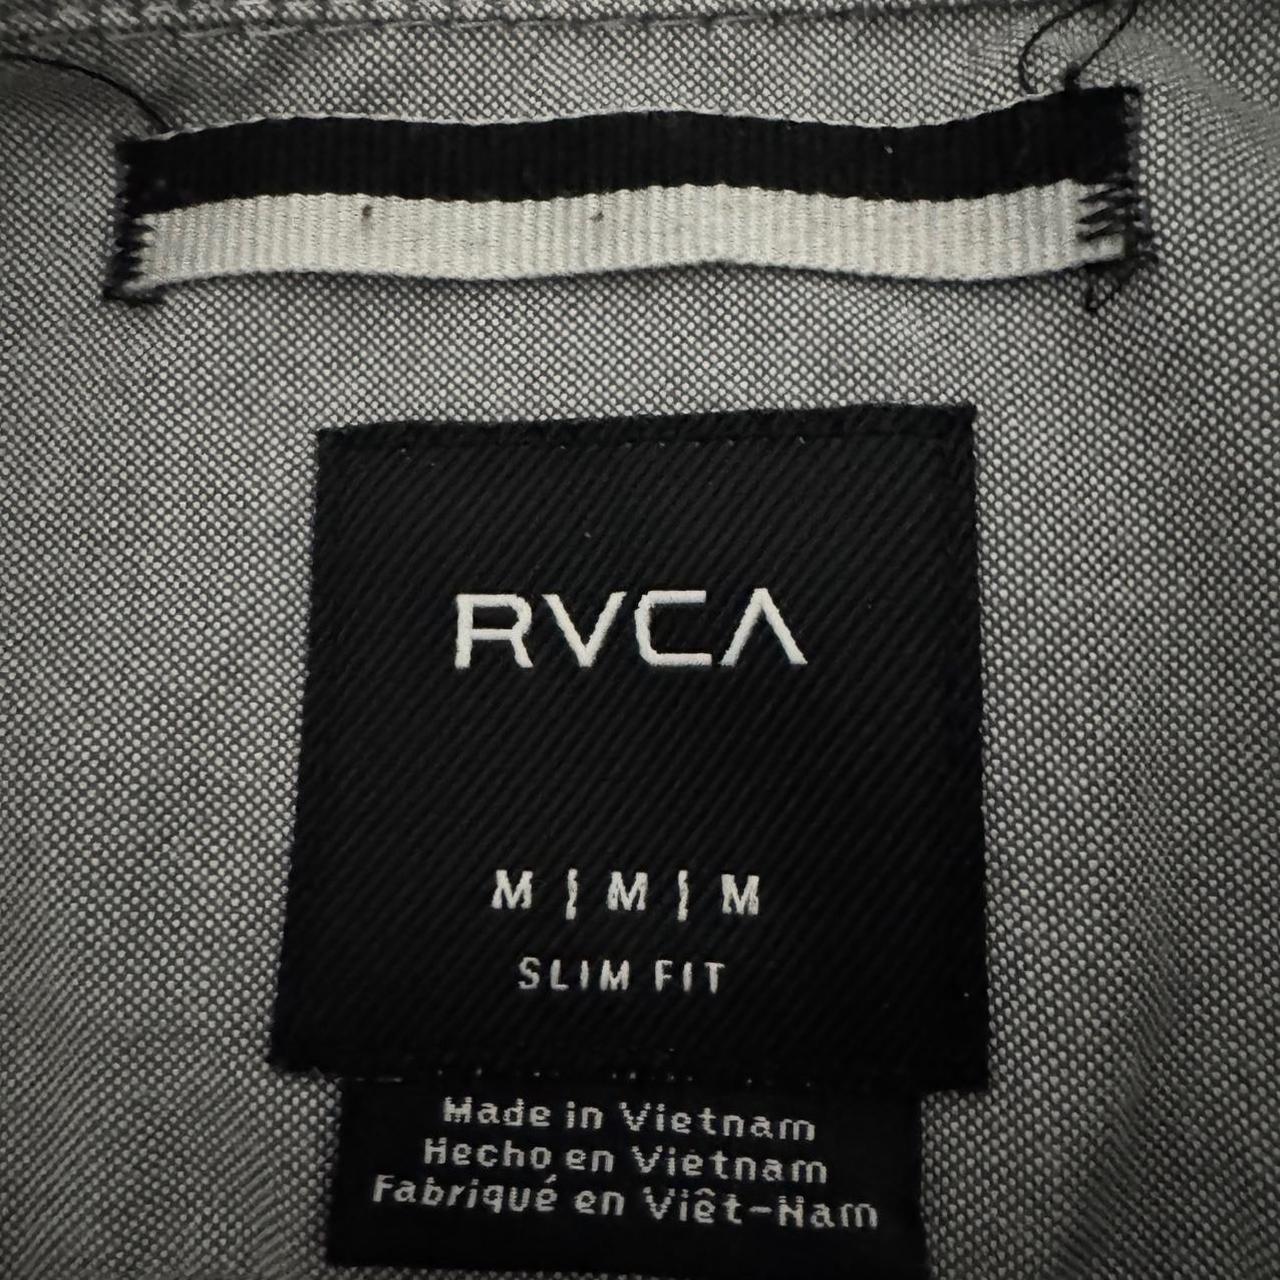 RVCA
M | M | M
SLIM FIT
Made in Vietnam
Hecho en Vietnam
Fabriqué en Viêt-Nam